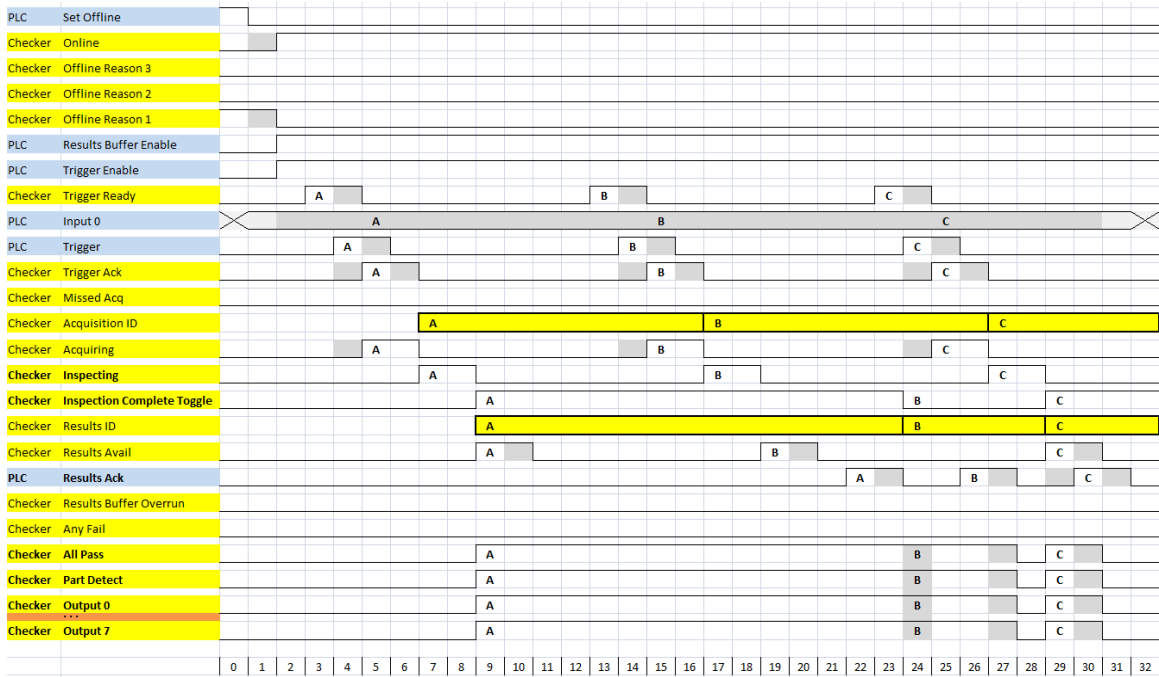 PLC Set Offline
Checker Online
Checker Offline Reason 3
Checker Offline Reason 2
Checker Offline Reason 1
PLC Results Buffer Enable
PLC Trigger Enable
Checker Trigger Ready A B C
PLC Input 0 A B C
PLC Trigger A B C
Checker Trigger Ack A B C
Checker Missed Acq
Checker Acquisition ID A B C
Checker Acquiring A B C
Checker Inspecting A B C
Checker Inspection Complete Toggle A B C
Checker Results ID A B C
Checker Results Avail A B C
PLC Results Ack A B C
Checker Results Buffer Overrun
Checker Any Fail
Checker All Pass A B C
Checker Part Detect A B C
Checker Output 0 A B C
...
Checker Output 7 A B C
0 1 2 3 4 5 6 7 8 9 10 11 12 13 14 15 16 17 18 19 20 21 22 23 24 25 26 27 28 29 30 31 32